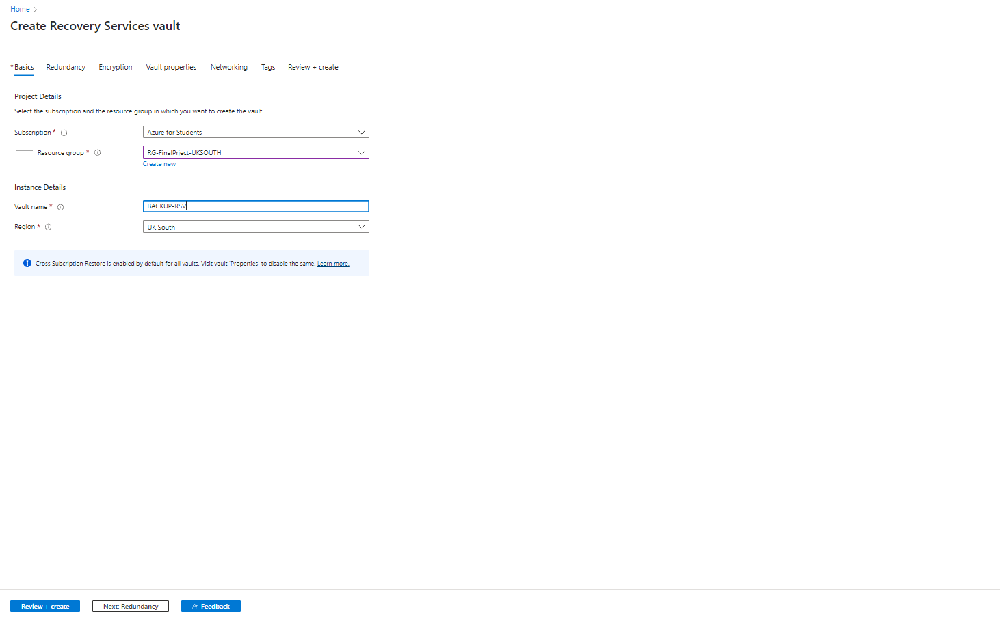 Home
Create Recovery Services vault ...
* Basics Redundancy Encryption Vault properties Networking Tags Review + create
Project Details
Select the subscription and the resource group in which you want to create the vault.
Subscription * Azure for Students
Resource group * RG-FinalPrject-UKSOUTH
Create new
Instance Details
Vault name * BACKUP-RSV
Region * UK South
Cross Subcription Restore is enabled by default for all vaults. Visit vault 'Properties' to disable the same. Learn more.
Review + create Next: Redundancy Feedback